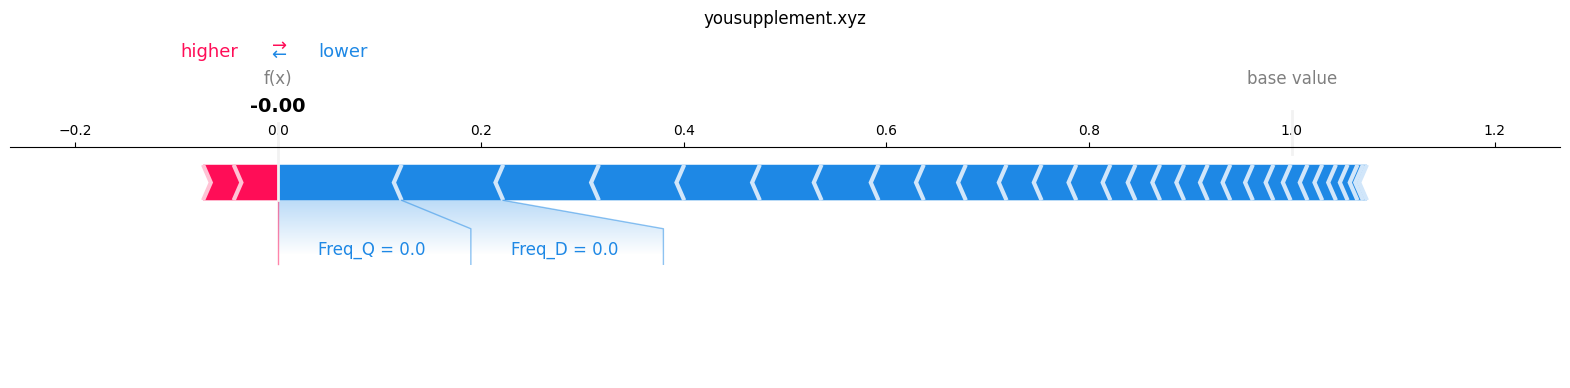 yousupplement.xyz
higher → ← lower
f(x) base value
-0.00
−0.2 0.0 0.2 0.4 0.6 0.8 1.0 1.2
Freq_Q = 0.0 Freq_D = 0.0